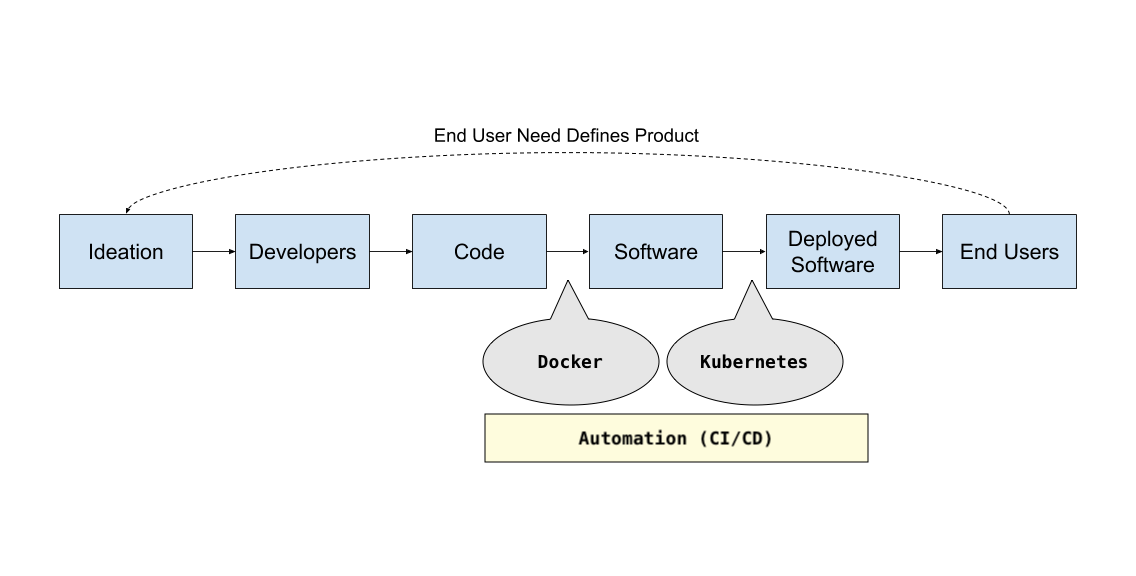 End User Need Defines Product
Ideation
Developers
Code
Software
Deployed
Software
End Users
Docker
Kubernetes
Automation (CI/CD)